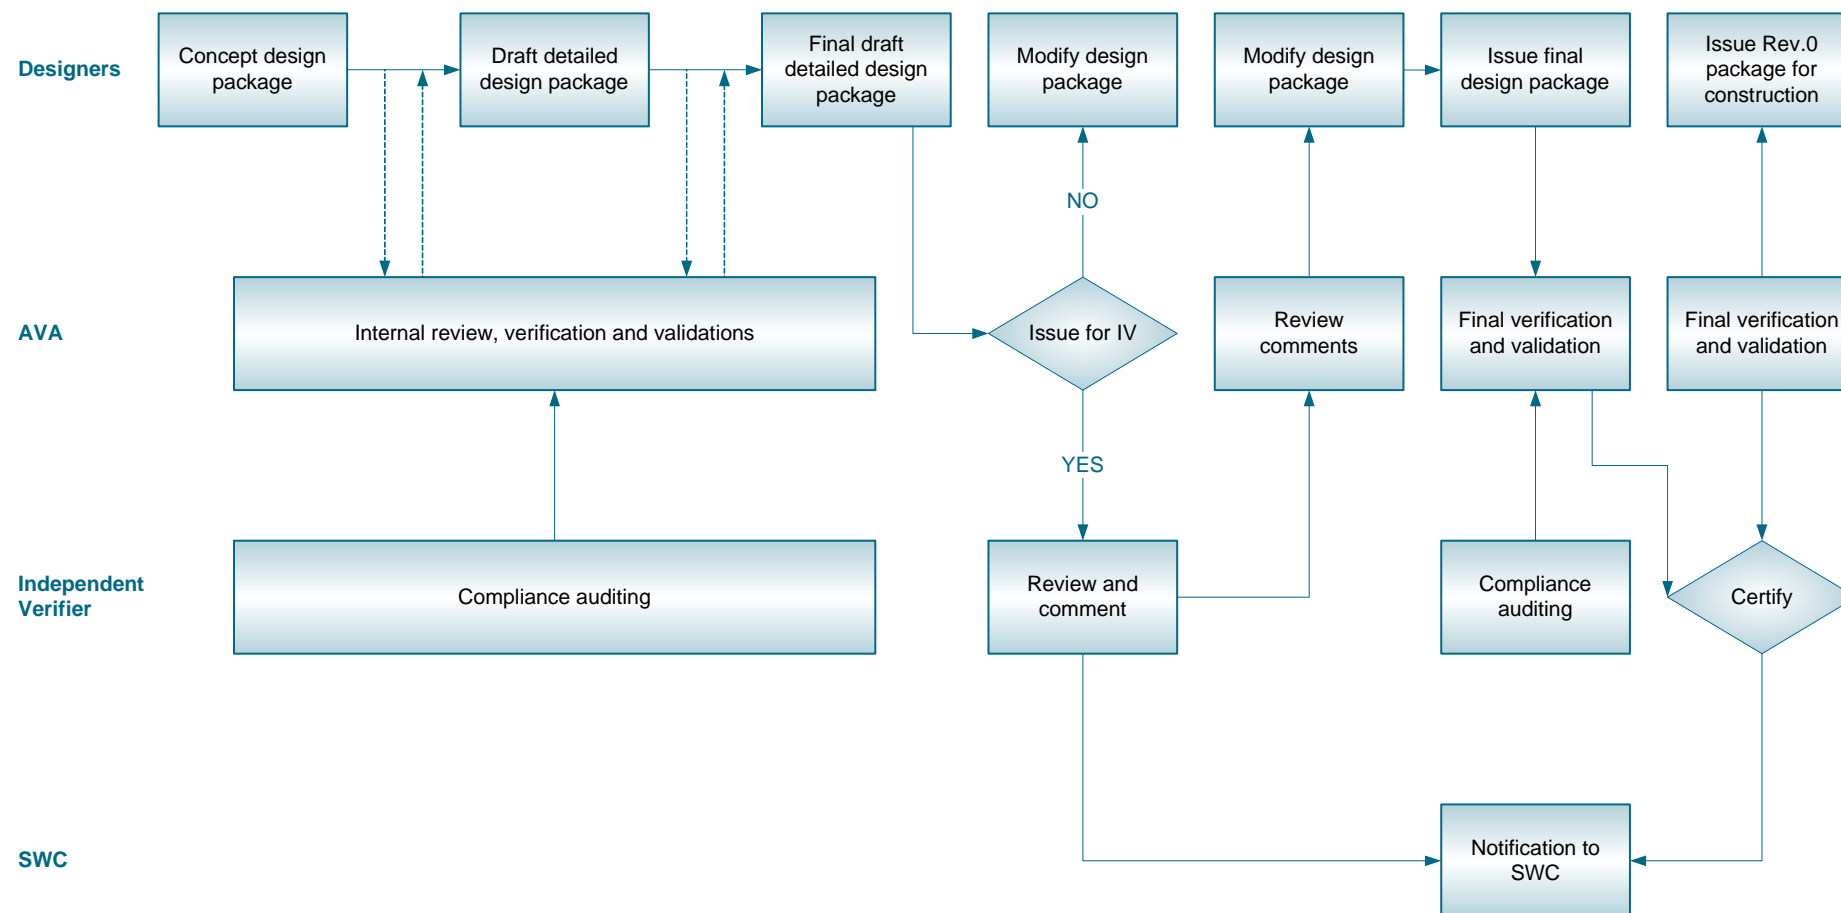 Designers
Concept design
package
Draft detailed
design package
Final draft
detailed design
package
Modify design
package
Modify design
package
Issue final
design package
Issue Rev.0
package for
construction
NO
AVA
Internal review, verification and validations
Issue for IV
Review
comments
Final verification
and validation
Final verification
and validation
YES
Independent
Verifier
Compliance auditing
Review and
comment
Compliance
auditing
Certify
SWC
Notification to
SWC